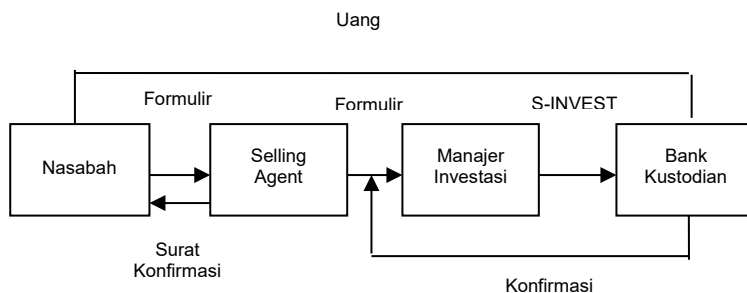 Uang
Formulir
Formulir
S-INVEST
Nasabah
Selling
Agent
Manajer
Investasi
Bank
Kustodian
Surat
Konfirmasi
Konfirmasi